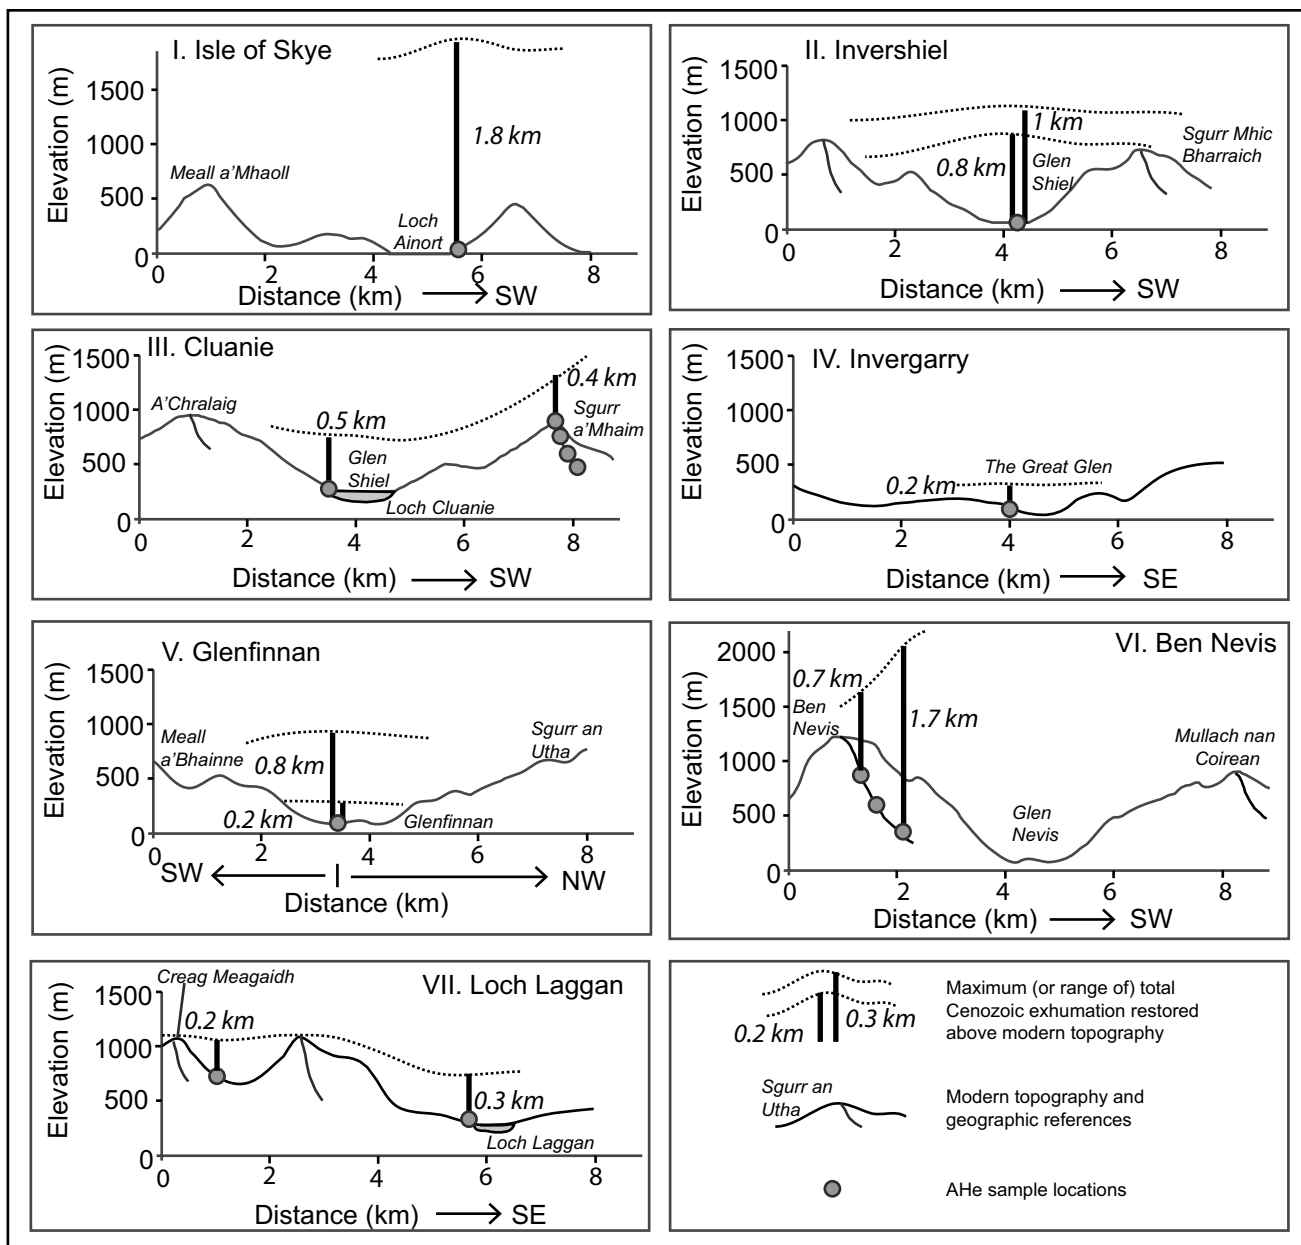 I. Isle of Skye
Elevation (m)
1500
1000
500
0
1.8 km
Meall a'Mhaoll
Loch
Ainort
0 2 4 6 8
Distance (km) SW
II. Invershiel
Elevation (m)
1500
1000
500
0
1 km
0.8 km
Glen
Shiel
Sgurr Mhic
Bharraich
0 2 4 6 8
Distance (km) SW
III. Cluanie
Elevation (m)
1500
1000
500
0
A'Chralaig
0.5 km
0.4 km
Sgurr
a'Mhaim
Glen
Shiel
Loch Cluanie
0 2 4 6 8
Distance (km) SW
IV. Invergarry
Elevation (m)
1500
1000
500
0
The Great Glen
0.2 km
0 2 4 6 8
Distance (km) SE
V. Glenfinnan
Elevation (m)
1500
1000
500
0
Meall
a'Bhainne
0.8 km
0.2 km
Sgurr an
Utha
Glenfinnan
0 2 4 6 8
SW NW
Distance (km)
VI. Ben Nevis
Elevation (m)
2000
1500
1000
500
0
0.7 km
Ben
Nevis
1.7 km
Mullach nan
Coirean
Glen
Nevis
0 2 4 6 8
Distance (km) SW
Creag Meagaidh
VII. Loch Laggan
Elevation (m)
1500
1000
500
0
0.2 km
0.3 km
Loch Laggan
0 2 4 6 8
Distance (km) SE
0.2 km
0.3 km
Maximum (or range of) total
Cenozoic exhumation restored
above modern topography
Sgurr an
Utha
Modern topography and
geographic references
AHe sample locations